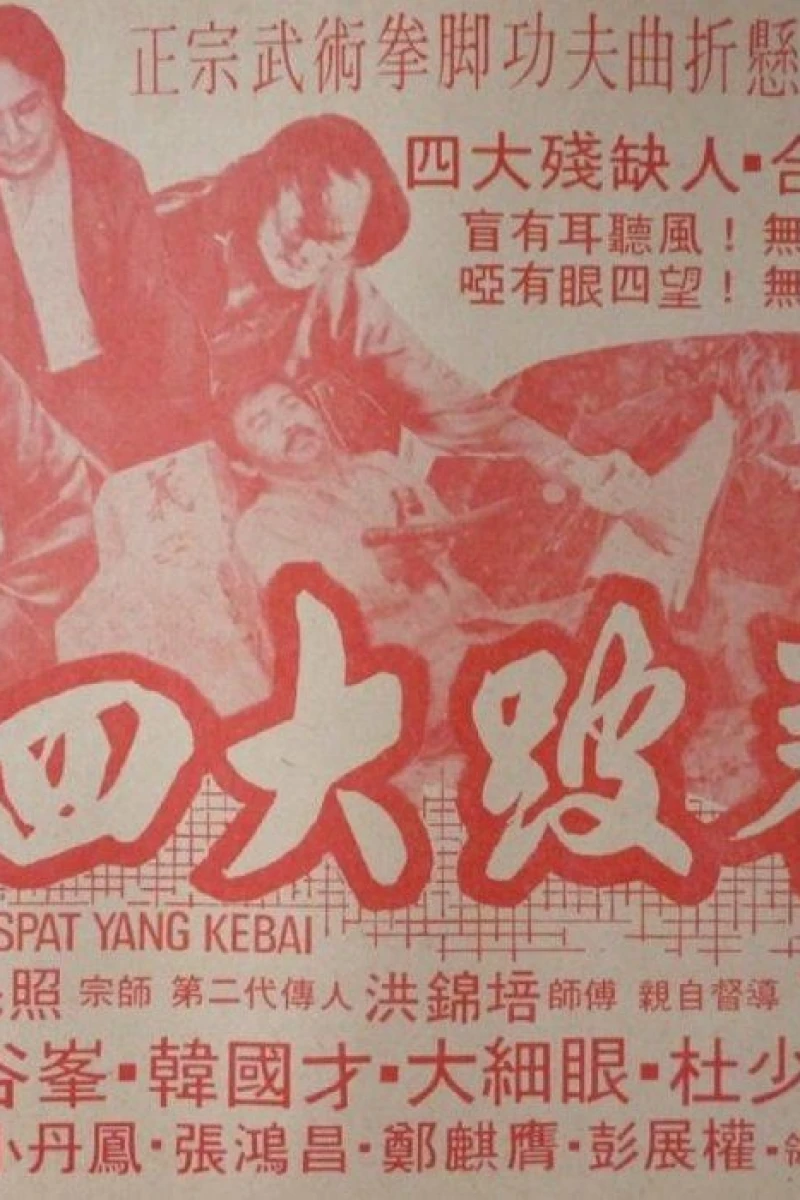 正宗武術拳脚功夫曲折懸
四大殘缺人·合
盲有耳聽風！無
啞有眼四望！無
四大跛
SPAT YANG KEBAI
照宗師 第二代傳人洪錦培師傅 親自督導
谷峯·韓國才·大細眼·杜少
小丹鳳·張鴻昌·鄭麒膺·彭展權·